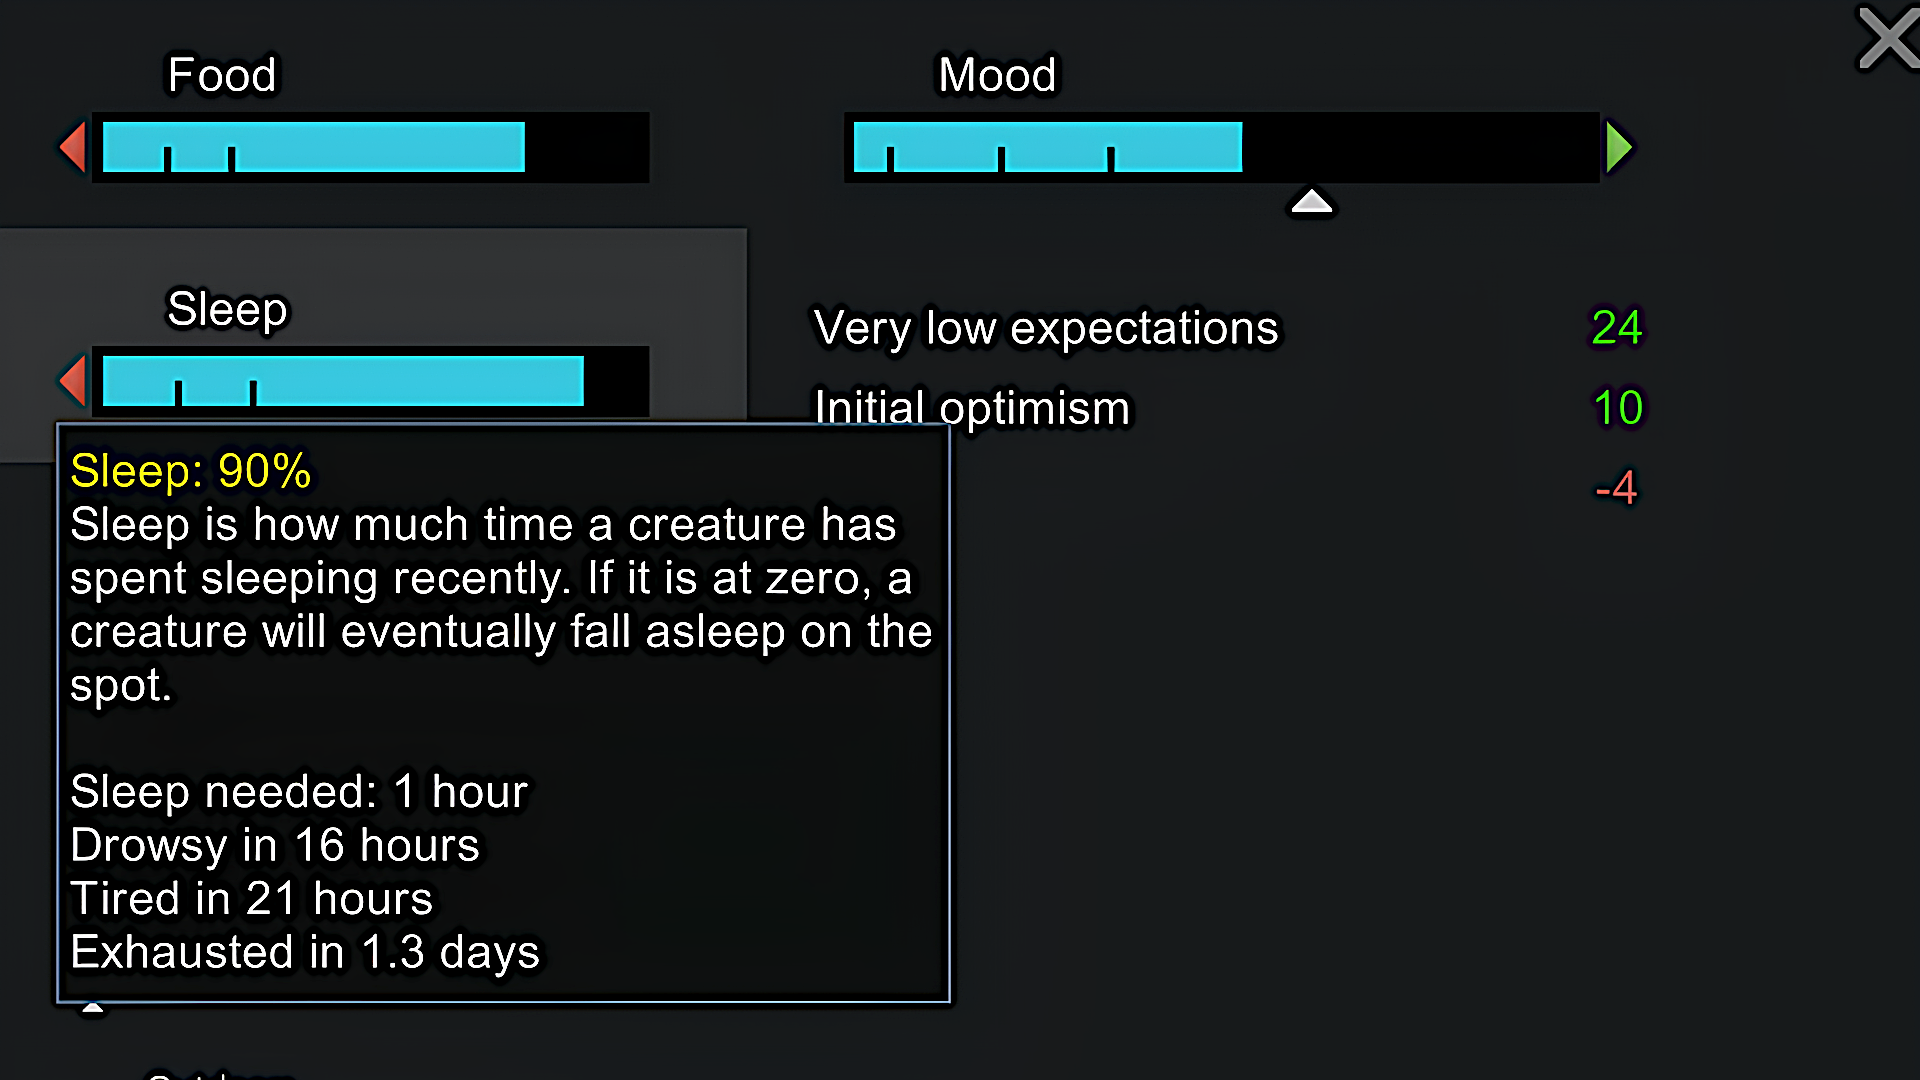 Food
Mood
Sleep
Very low expectations 24
Initial optimism 10
-4
Sleep: 90%
Sleep is how much time a creature has
spent sleeping recently. If it is at zero, a
creature will eventually fall asleep on the
spot.
Sleep needed: 1 hour
Drowsy in 16 hours
Tired in 21 hours
Exhausted in 1.3 days